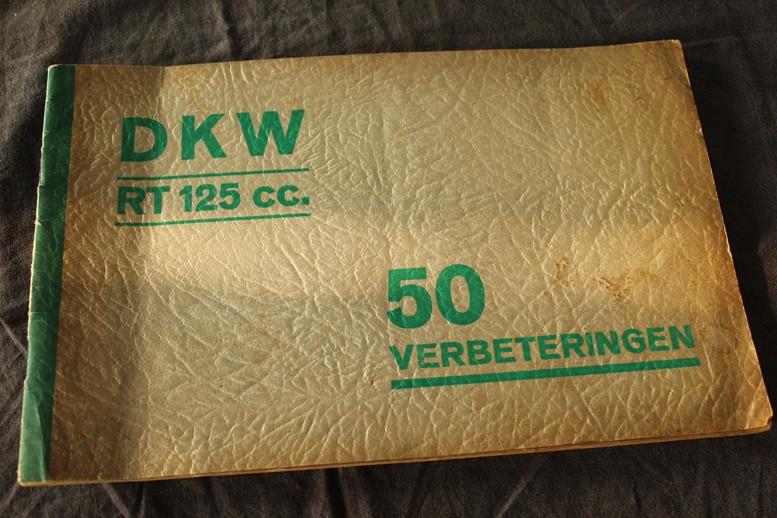 DKW
RT 125 cc.
50
VERBETERINGEN